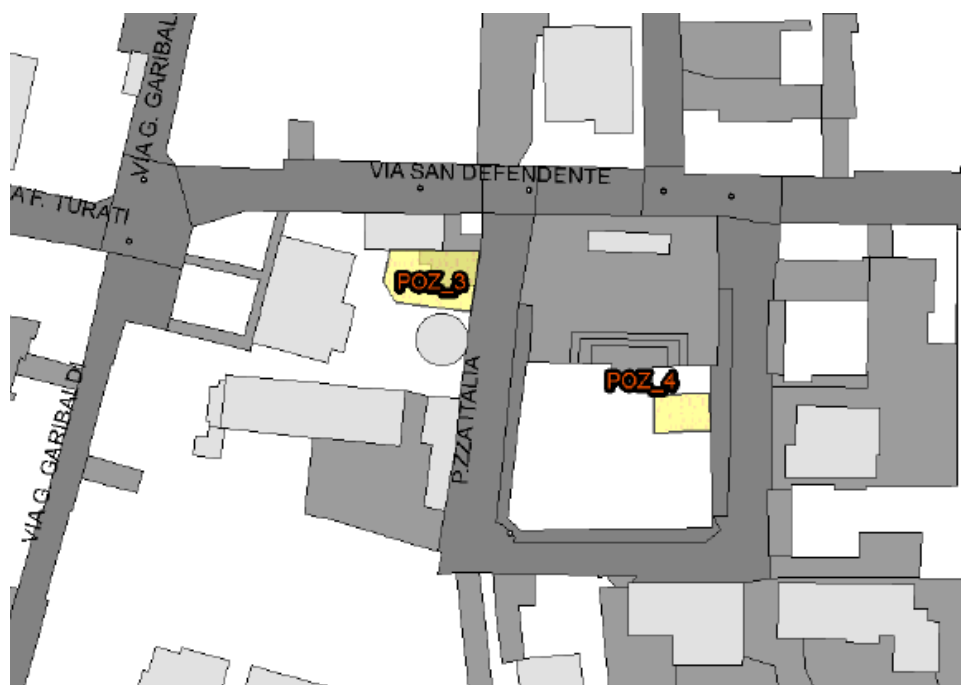 VIA G. GARIBAL
VIA SAN DEFENDENTE
A F. TURATI
POZ_3
P.ZZA ITALIA
POZ_4
VIA G. GARIBALDI